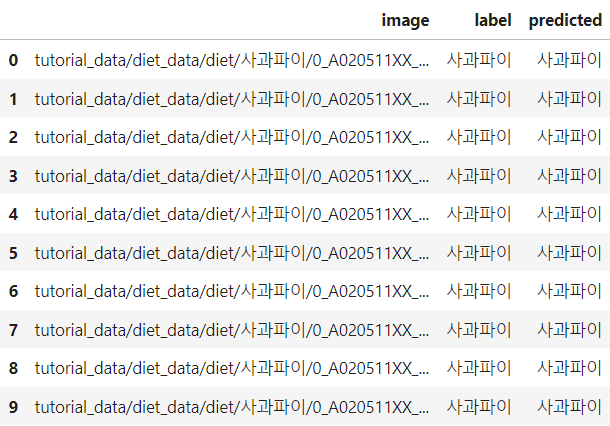 image label predicted
0 tutorial_data/diet_data/diet/사과파이/0_A020511XX_... 사과파이 사과파이
1 tutorial_data/diet_data/diet/사과파이/0_A020511XX_... 사과파이 사과파이
2 tutorial_data/diet_data/diet/사과파이/0_A020511XX_... 사과파이 사과파이
3 tutorial_data/diet_data/diet/사과파이/0_A020511XX_... 사과파이 사과파이
4 tutorial_data/diet_data/diet/사과파이/0_A020511XX_... 사과파이 사과파이
5 tutorial_data/diet_data/diet/사과파이/0_A020511XX_... 사과파이 사과파이
6 tutorial_data/diet_data/diet/사과파이/0_A020511XX_... 사과파이 사과파이
7 tutorial_data/diet_data/diet/사과파이/0_A020511XX_... 사과파이 사과파이
8 tutorial_data/diet_data/diet/사과파이/0_A020511XX_... 사과파이 사과파이
9 tutorial_data/diet_data/diet/사과파이/0_A020511XX_... 사과파이 사과파이